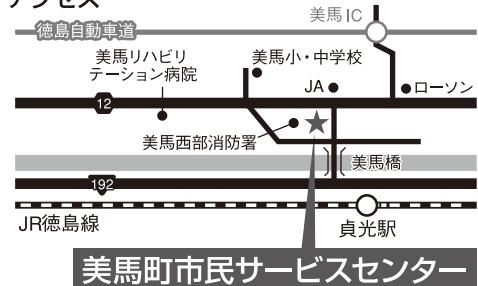 アクセス
美馬IC
徳島自動車道
美馬リハビリ
テーション病院
美馬小・中学校
JA
ローソン
12
美馬西部消防署
美馬橋
192
JR徳島線
貞光駅
美馬町市民サービスセンター